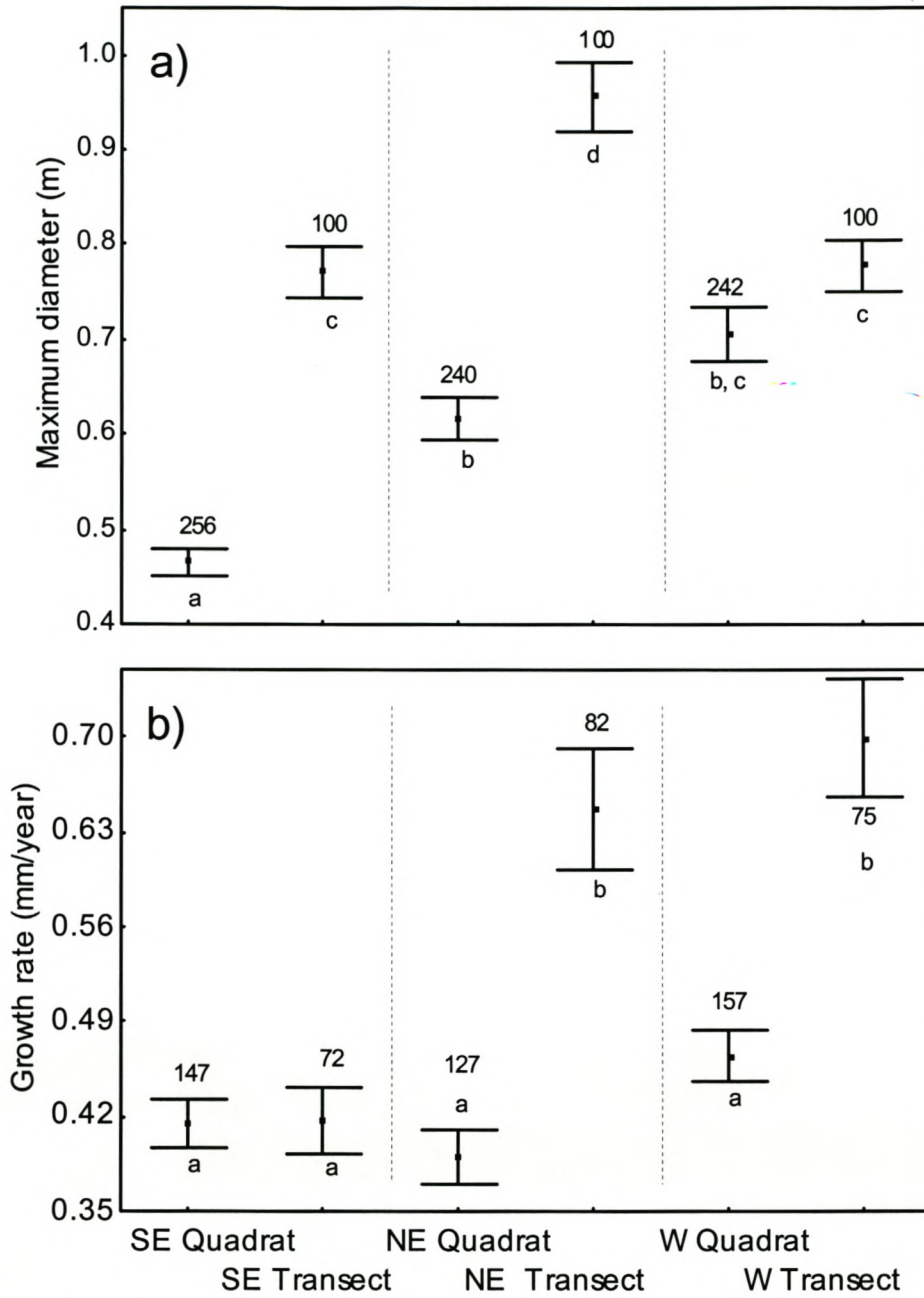 a)
Maximum diameter (m)
1.0
0.9
0.8
0.7
0.6
0.5
0.4
256
a
100
c
240
b
100
d
242
b, c
100
c
b)
Growth rate (mm/year)
0.70
0.63
0.56
0.49
0.42
0.35
147
a
72
a
127
a
82
b
157
a
75
b
SE Quadrat NE Quadrat W Quadrat
SE Transect NE Transect W Transect